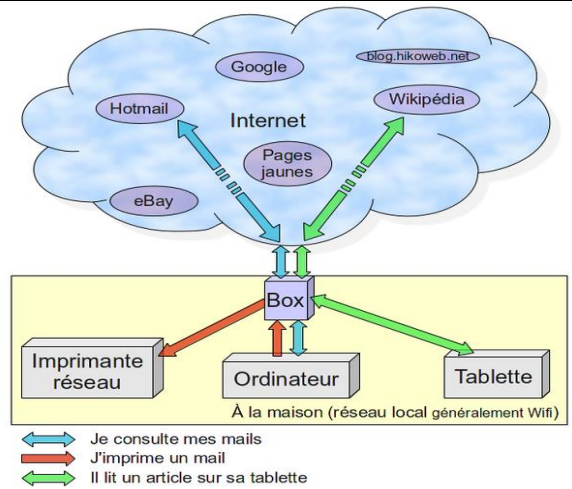 Google
blog.hikoweb.net
Hotmail
Wikipédia
Internet
Pages
jaunes
eBay
Box
Imprimante
réseau
Ordinateur
Tablette
À la maison (réseau local généralement Wifi)
Je consulte mes mails
J'imprime un mail
Il lit un article sur sa tablette